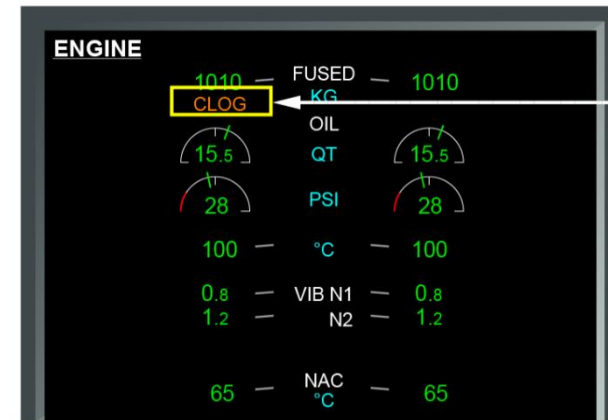 ENGINE
1010 FUSED 1010
CLOG KG
OIL
15.5 QT 15.5
28 PSI 28
100 °C 100
0.8 VIB N1 0.8
1.2 N2 1.2
NAC
65 °C 65